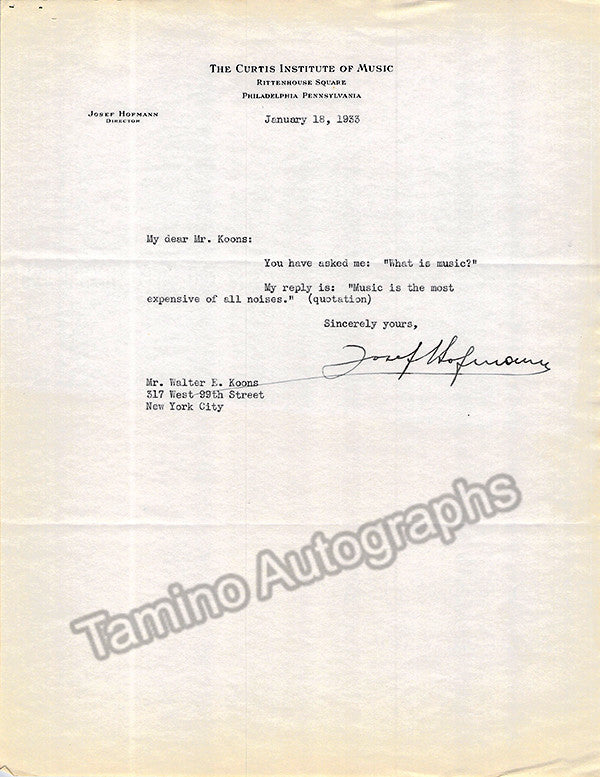 The Curtis Institute of Music
Rittenhouse Square
Philadelphia Pennsylvania
Josef Hofmann
Director
January 18, 1933
My dear Mr. Koons:
You have asked me: "What is music?"
My reply is: "Music is the most
expensive of all noises." (quotation)
Sincerely yours,
Josef Hofmann
Mr. Walter E. Koons
317 West 99th Street
New York City
Tamino Autographs